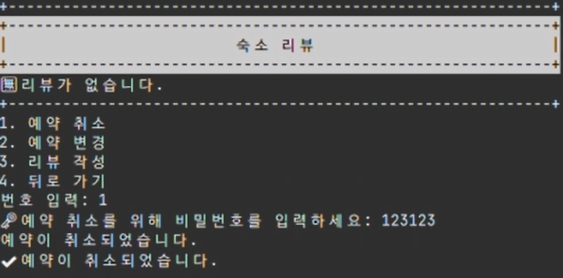 숙소 리뷰
리뷰가 없습니다.
1. 예약 취소
2. 예약 변경
3. 리뷰 작성
4. 뒤로 가기
번호 입력: 1
🔑예약 취소를 위해 비밀번호를 입력하세요: 123123
예약이 취소되었습니다.
✔예약이 취소되었습니다.